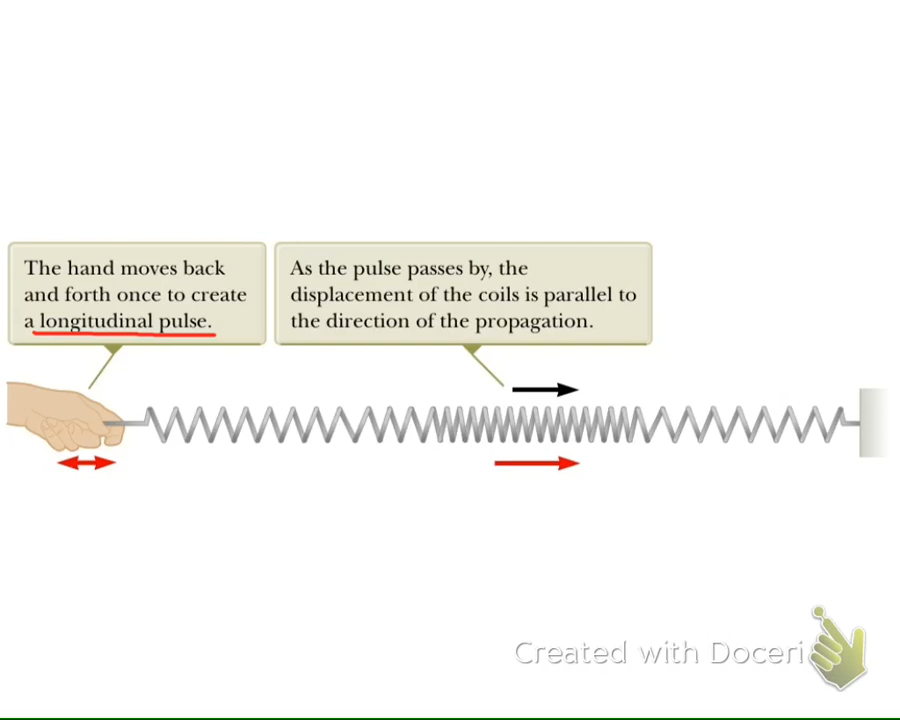 The hand moves back
and forth once to create
a longitudinal pulse.
As the pulse passes by, the
displacement of the coils is parallel to
the direction of the propagation.
Created with Doceri